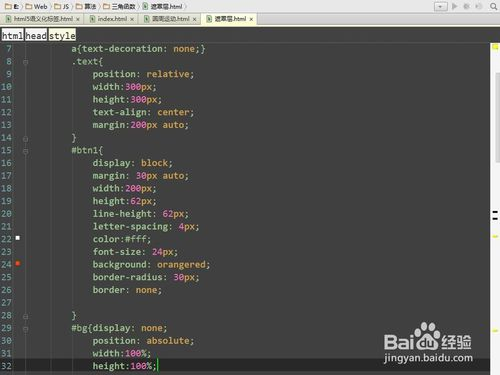 E: Web JS 算法 三角函数 遮罩层.html
html5语义化标签.html index.html 圆周运动.html 遮罩层.html
html head style
7 a{text-decoration: none;}
8 .text{
9 position: relative;
10 width:300px;
11 height:300px;
12 text-align: center;
13 margin:200px auto;
14 }
15 #btn1{
16 display: block;
17 margin: 30px auto;
18 width:200px;
19 height:62px;
20 line-height: 62px;
21 letter-spacing: 4px;
22 color:#fff;
23 font-size: 24px;
24 background: orangered;
25 border-radius: 30px;
26 border: none;
27
28 }
29 #bg{display: none;
30 position: absolute;
31 width:100%;
32 height:100%;
Baidu 经验
jingyan.baidu.com